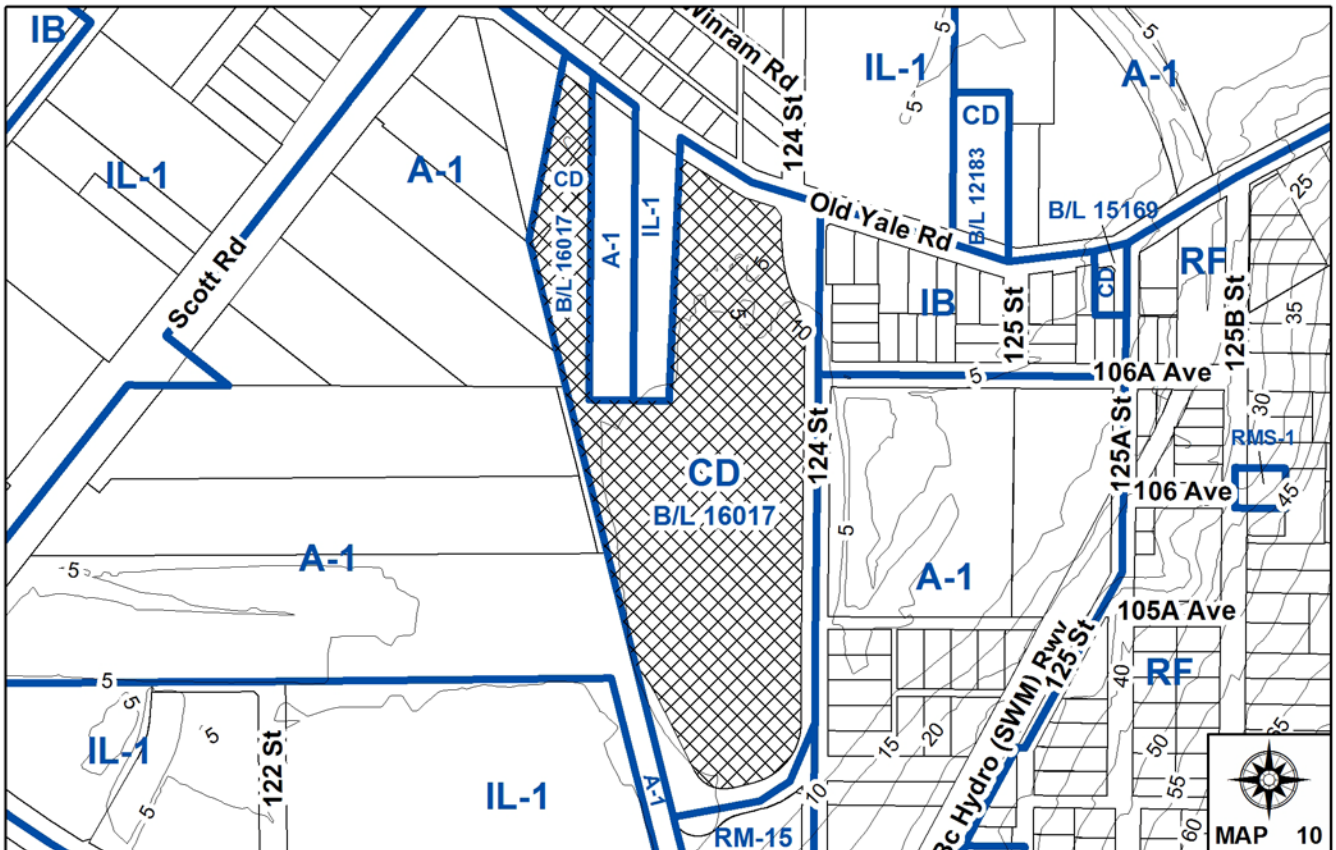 IB
Winram Rd
5
5
IL-1
A-1
5
CD
124 St
B/L 12183
IL-1
A-1
CD
B/L 16017
A-1
IL-1
Old Yale Rd
B/L 15169
25
Scott Rd
5
5
10
IB
125 St
CD
RF
125B St
35
5
106A Ave
124 St
125A St
30
RMS-1
CD
B/L 16017
106 Ave
45
5
A-1
5
A-1
105A Ave
Bc Hydro (SWM) Rwy
125 St
40
RF
5
5
IL-1
5
5
122 St
IL-1
A-1
10
RM-15
15
20
50
55
60
65
MAP 10